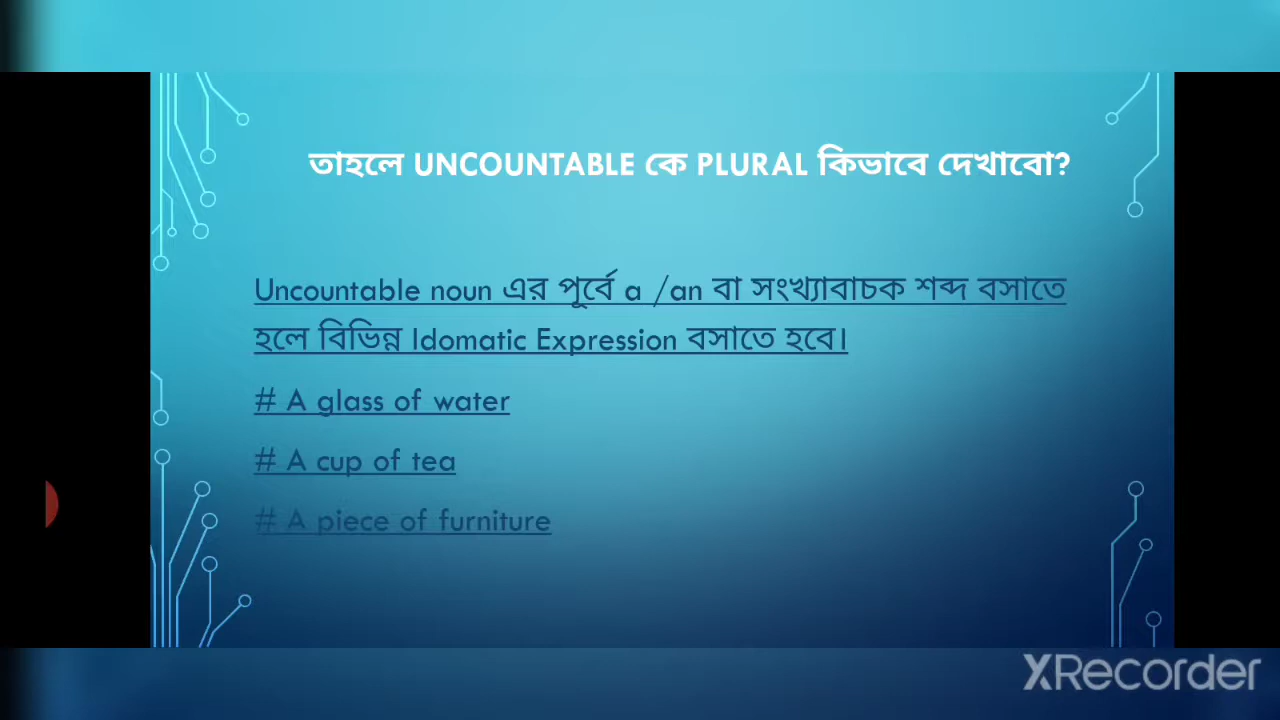 তাহলে UNCOUNTABLE কে PLURAL কিভাবে দেখাবো?
Uncountable noun এর পূর্বে a /an বা সংখ্যাবাচক শব্দ বসাতে
হলে বিভিন্ন Idomatic Expression বসাতে হবে।
# A glass of water
# A cup of tea
# A piece of furniture
XRecorder